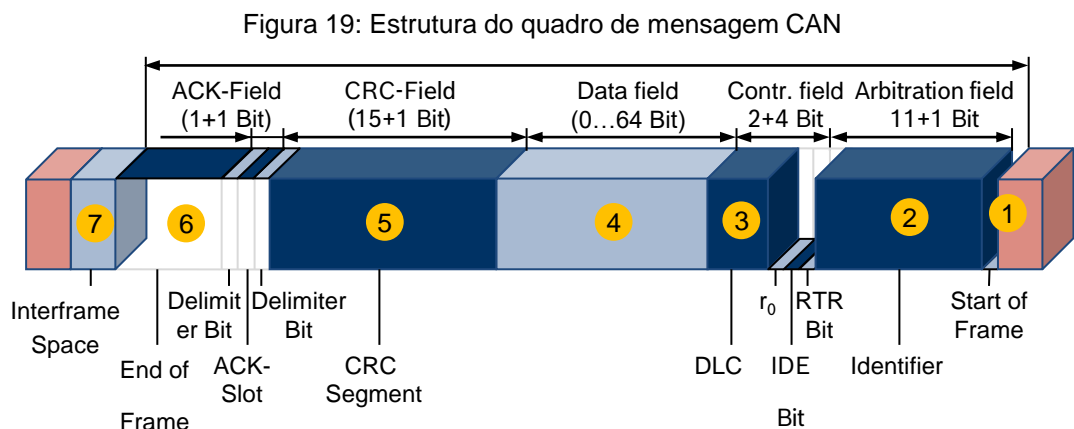 Figura 19: Estrutura do quadro de mensagem CAN
ACK-Field
(1+1 Bit)
CRC-Field
(15+1 Bit)
Data field
(0…64 Bit)
Contr. field
2+4 Bit
Arbitration field
11+1 Bit
7
6
5
4
3
2
1
Interframe
Space
End of
Frame
Delimit
er Bit
ACK-
Slot
Delimiter
Bit
CRC
Segment
DLC
r0
IDE
Bit
RTR
Bit
Identifier
Start of
Frame